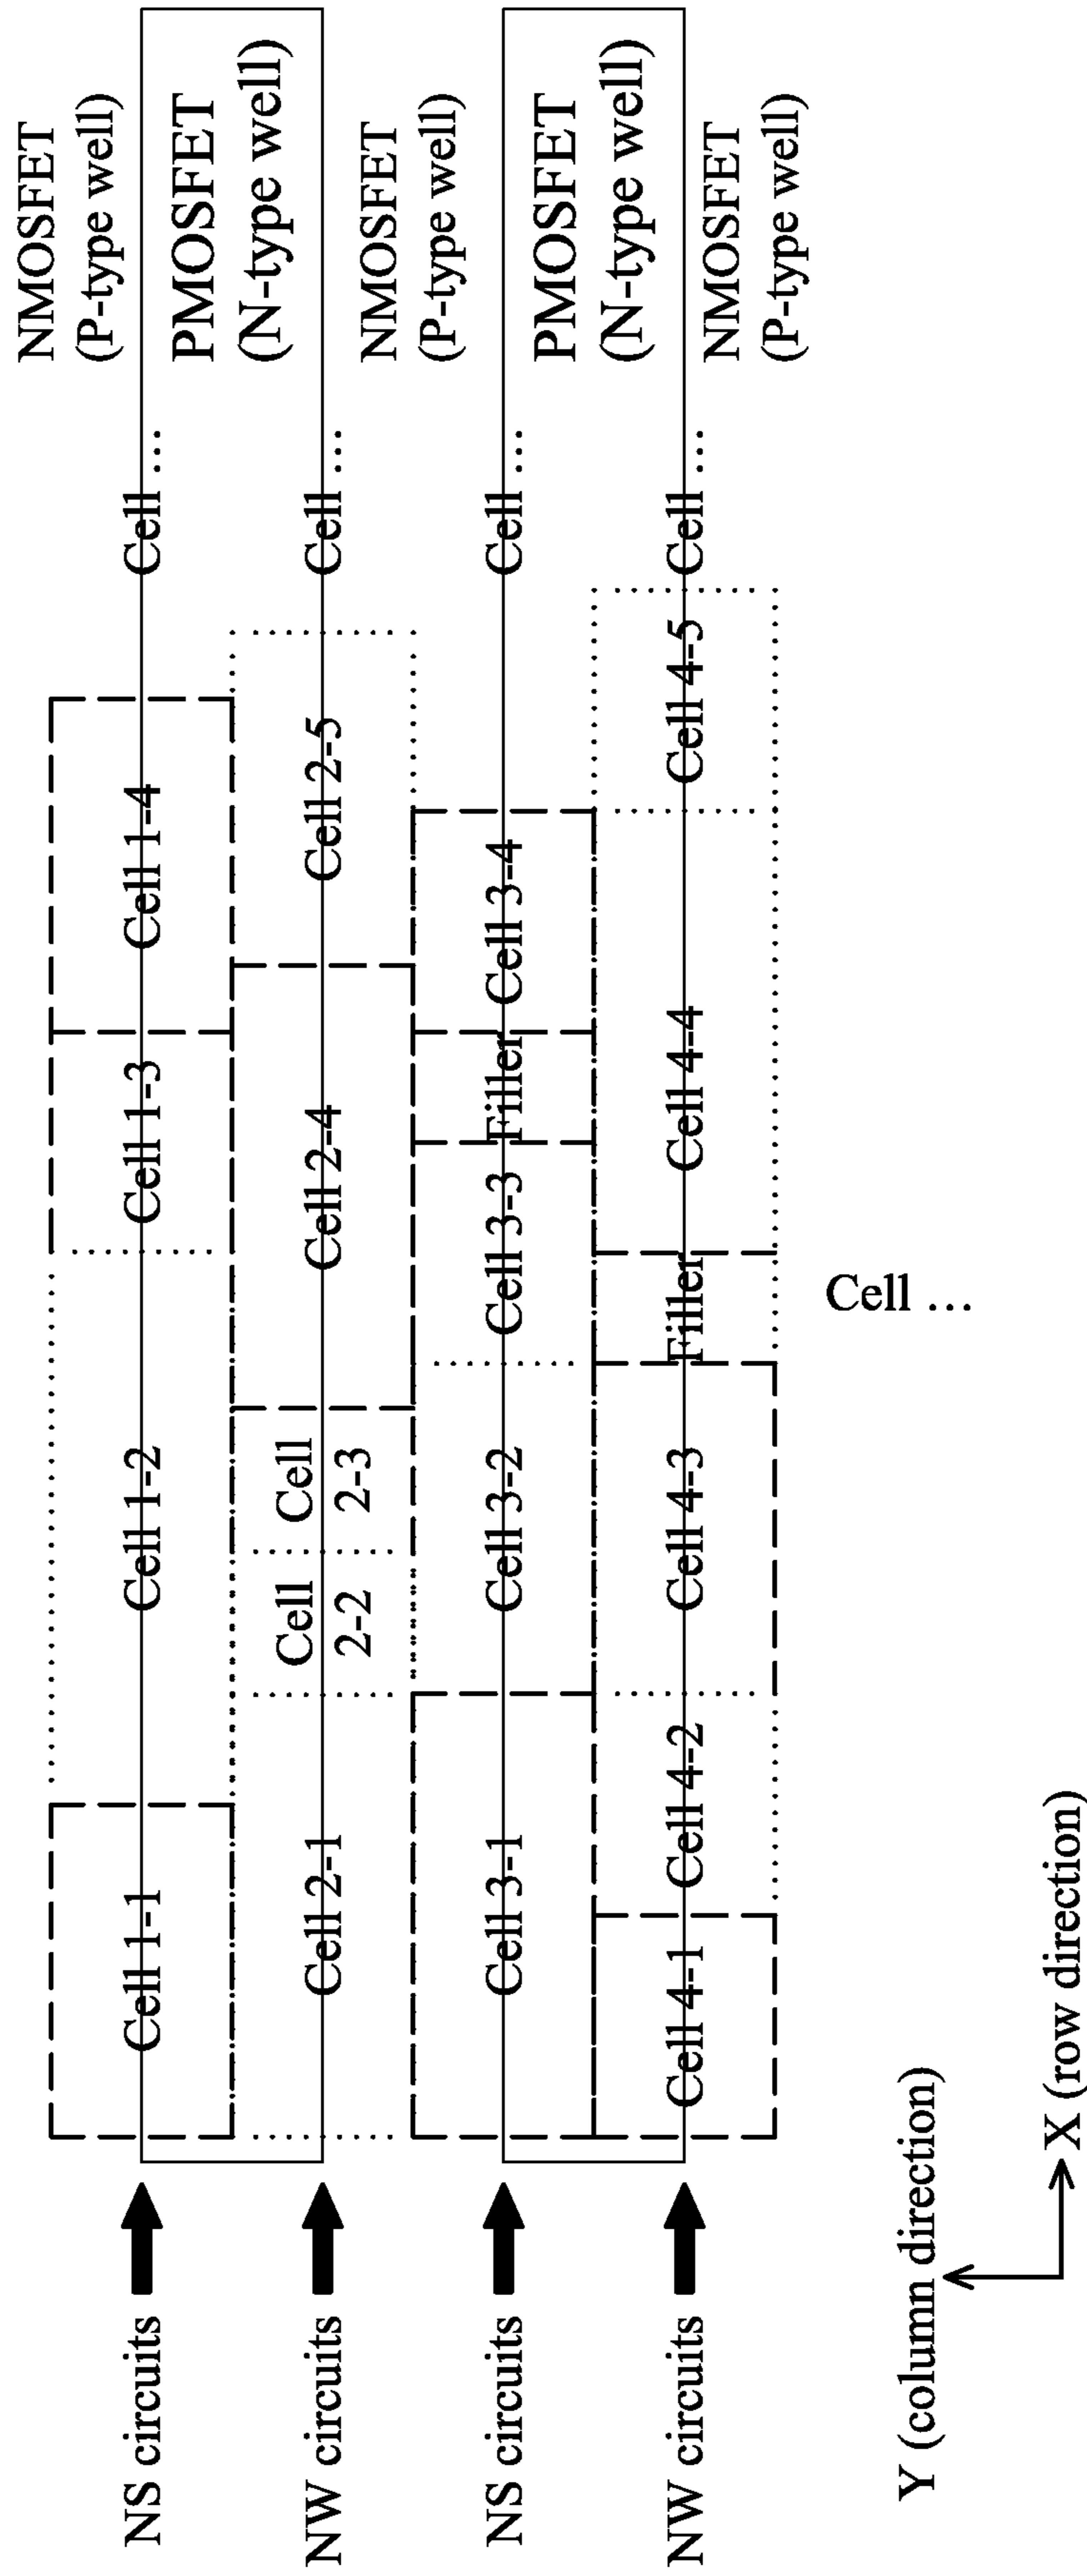 NS circuits
Cell 1-1
Cell 1-2
Cell 1-3
Cell 1-4
Cell ...
NMOSFET
(P-type well)
PMOSFET
(N-type well)
NW circuits
Cell 2-1
Cell
2-2
Cell
2-3
Cell 2-4
Cell 2-5
Cell ...
NMOSFET
(P-type well)
NS circuits
Cell 3-1
Cell 3-2
Cell 3-3
Filler
Cell 3-4
Cell ...
PMOSFET
(N-type well)
NW circuits
Cell 4-1
Cell 4-2
Cell 4-3
Filler
Cell 4-4
Cell 4-5
Cell ...
NMOSFET
(P-type well)
Cell ...
Y (column direction)
X (row direction)